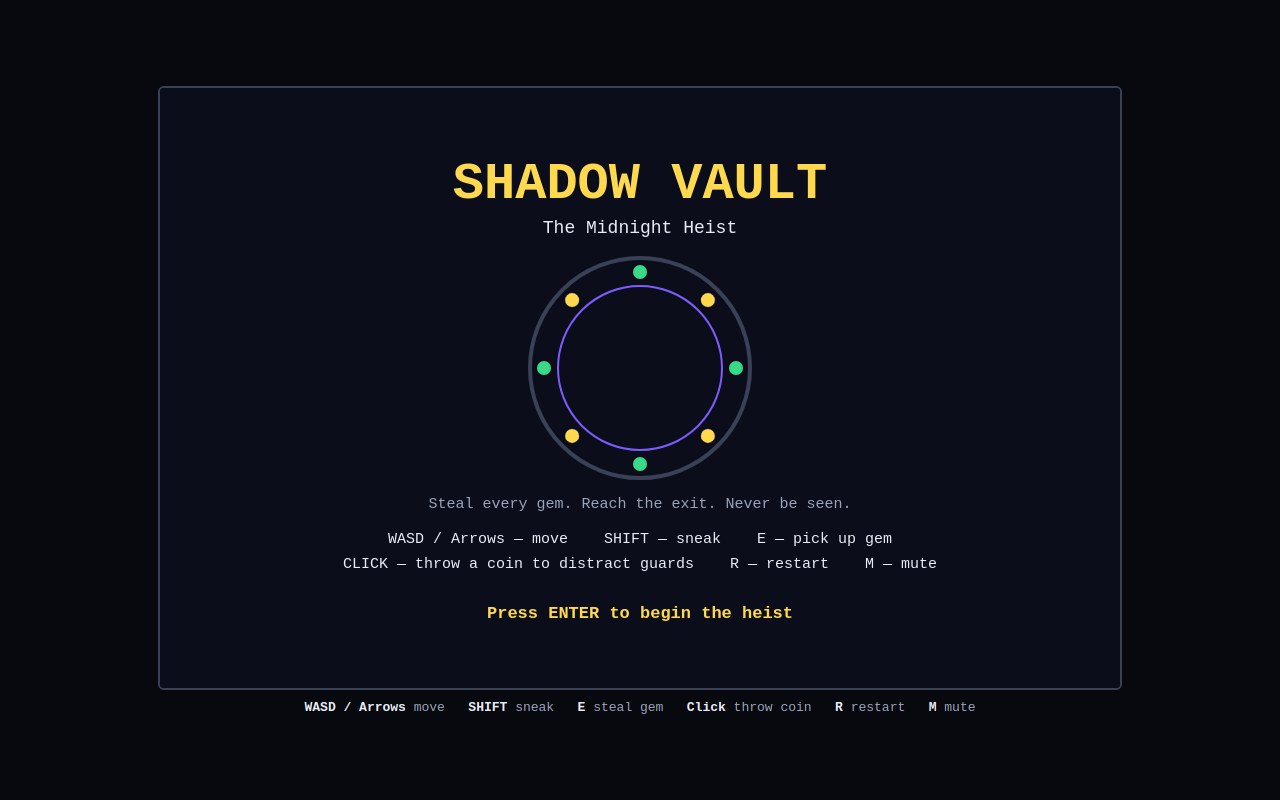 SHADOW VAULT
The Midnight Heist
Steal every gem. Reach the exit. Never be seen.
WASD / Arrows — move    SHIFT — sneak    E — pick up gem
CLICK — throw a coin to distract guards    R — restart    M — mute
Press ENTER to begin the heist
WASD / Arrows move   SHIFT sneak   E steal gem   Click throw coin   R restart   M mute